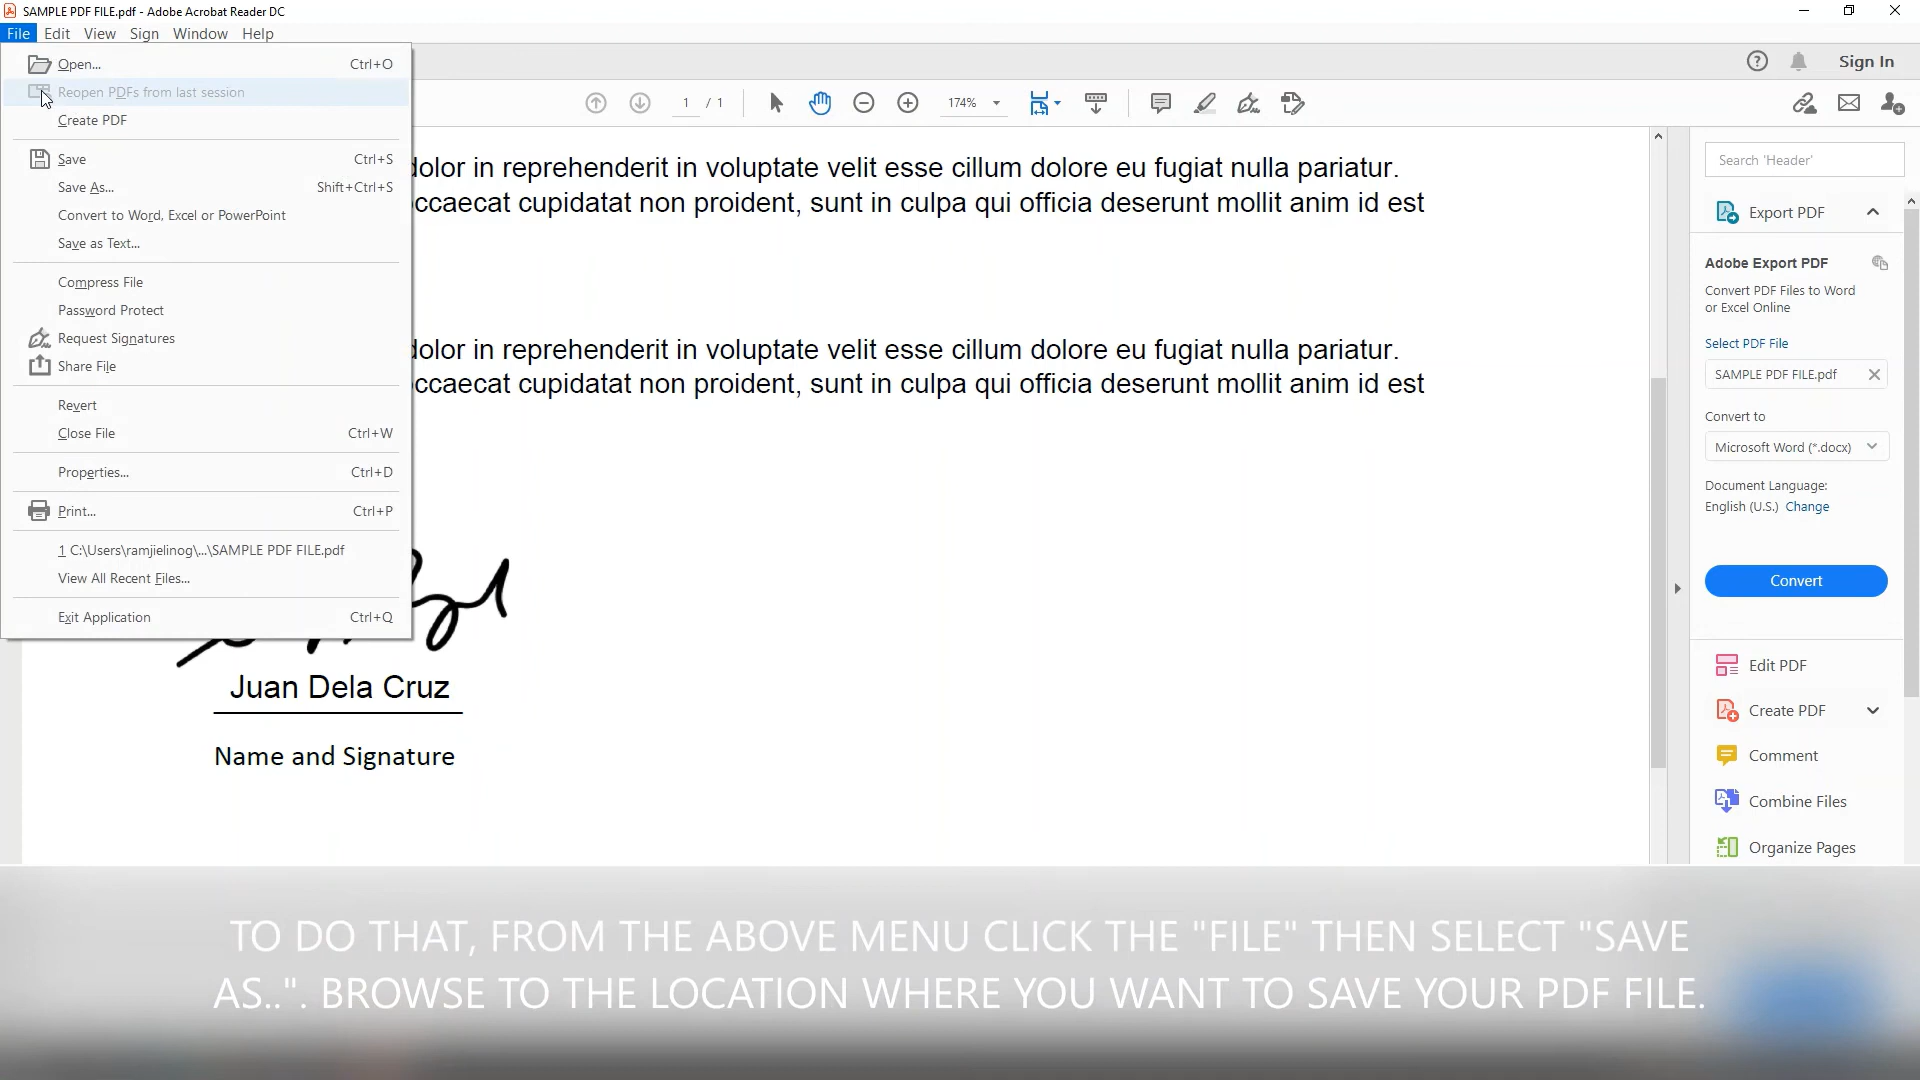 SAMPLE PDF FILE.pdf - Adobe Acrobat Reader DC
File Edit View Sign Window Help
Sign In
Open... Ctrl+O
Reopen PDFs from last session
Create PDF
Save Ctrl+S
Save As... Shift+Ctrl+S
Convert to Word, Excel or PowerPoint
Save as Text...
Compress File
Password Protect
Request Signatures
Share File
Revert
Close File Ctrl+W
Properties... Ctrl+D
Print... Ctrl+P
1 C:\Users\ramjielinog\...\SAMPLE PDF FILE.pdf
View All Recent Files...
Exit Application Ctrl+Q
1 / 1 174%
dolor in reprehenderit in voluptate velit esse cillum dolore eu fugiat nulla pariatur.
ccaecat cupidatat non proident, sunt in culpa qui officia deserunt mollit anim id est
dolor in reprehenderit in voluptate velit esse cillum dolore eu fugiat nulla pariatur.
ccaecat cupidatat non proident, sunt in culpa qui officia deserunt mollit anim id est
Juan Dela Cruz
Name and Signature
Search 'Header'
Export PDF
Adobe Export PDF
Convert PDF Files to Word
or Excel Online
Select PDF File
SAMPLE PDF FILE.pdf
Convert to
Microsoft Word (*.docx)
Document Language:
English (U.S.) Change
Convert
Edit PDF
Create PDF
Comment
Combine Files
Organize Pages
TO DO THAT, FROM THE ABOVE MENU CLICK THE "FILE" THEN SELECT "SAVE
AS..". BROWSE TO THE LOCATION WHERE YOU WANT TO SAVE YOUR PDF FILE.